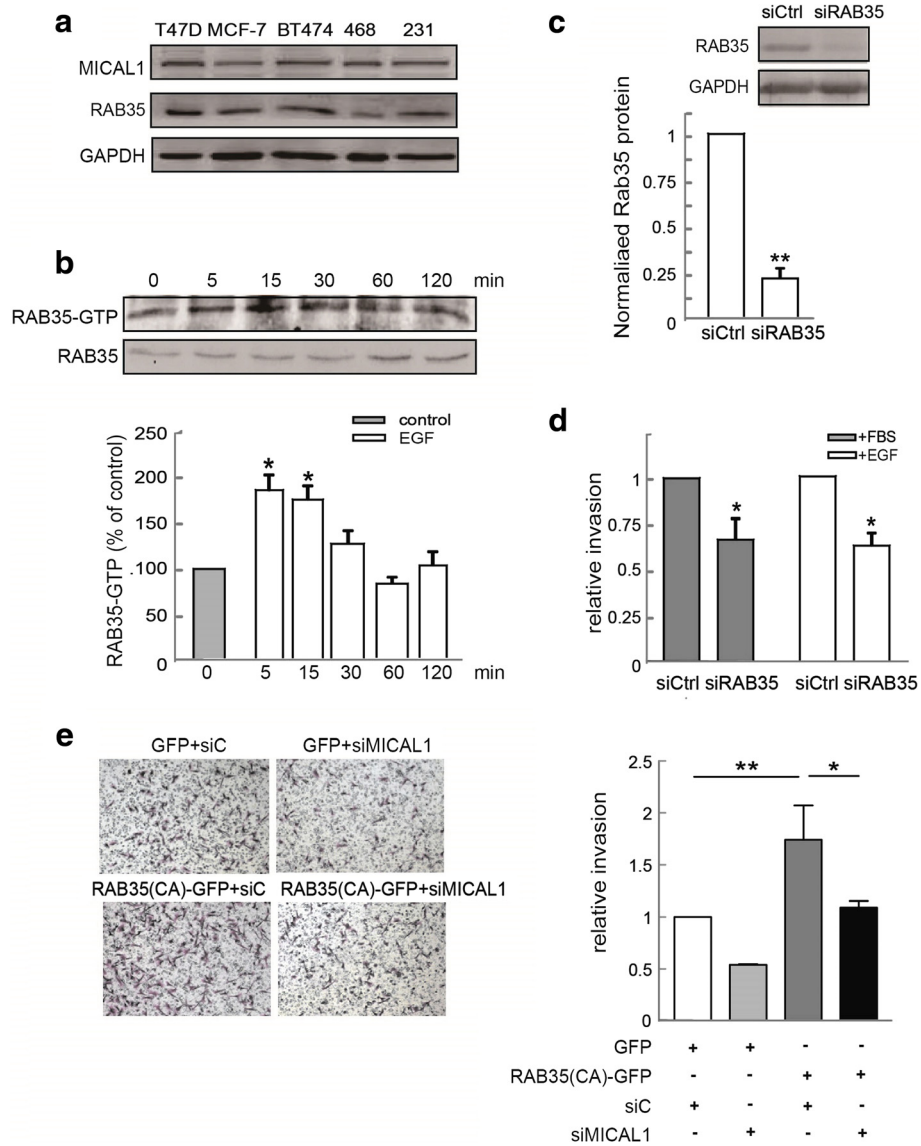 a
T47D MCF-7 BT474 468 231
MICAL1
RAB35
GAPDH
b
0 5 15 30 60 120 min
RAB35-GTP
RAB35
control
EGF
RAB35-GTP (% of control)
250
200
150
100
50
0
* *
0 5 15 30 60 120 min
c
siCtrl siRAB35
RAB35
GAPDH
Normaliaed Rab35 protein
1
0.75
0.5
0.25
0
**
siCtrl siRAB35
d
+FBS
+EGF
relative invasion
1
0.75
0.5
0.25
0
* *
siCtrl siRAB35 siCtrl siRAB35
e
GFP+siC GFP+siMICAL1
RAB35(CA)-GFP+siC RAB35(CA)-GFP+siMICAL1
relative invasion
2.5
2
1.5
1
0.5
0
** *
GFP + + - -
RAB35(CA)-GFP - - + +
siC + - + -
siMICAL1 - + - +